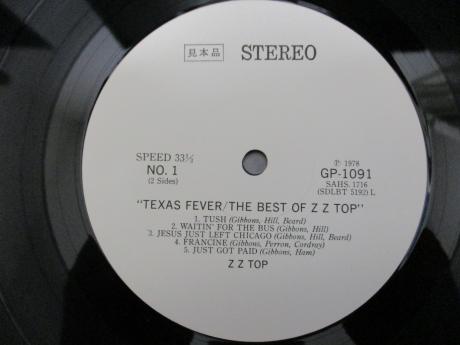 見本品 STEREO
SPEED 33⅓
NO. 1
(2 Sides)
Ⓟ 1978
GP-1091
SAHS. 1716
(SDLBT 5192) L
"TEXAS FEVER/THE BEST OF Z Z TOP"
1. TUSH (Gibbons, Hill, Beard)
2. WAITIN' FOR THE BUS (Gibbons, Hill)
3. JESUS JUST LEFT CHICAGO (Gibbons, Hill, Beard)
4. FRANCINE (Gibbons, Perron, Cordray)
5. JUST GOT PAID (Gibbons, Ham)
Z Z TOP